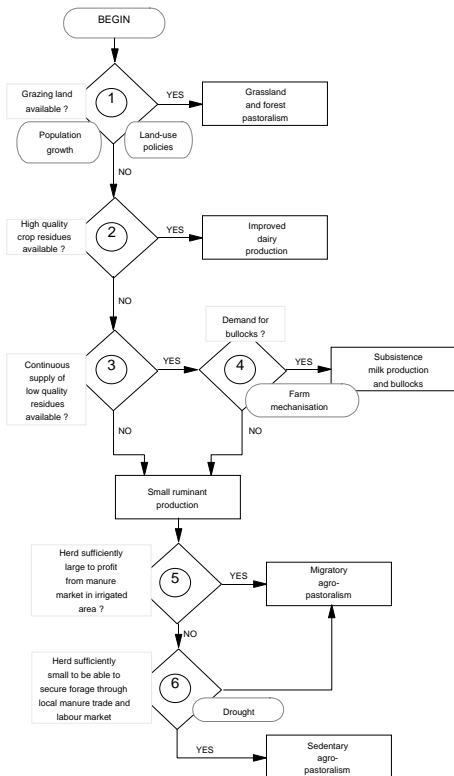 BEGIN
Grazing land
available ?
1
YES
Grassland
and forest
pastoralism
Population
growth
Land-use
policies
NO
High quality
crop residues
available ?
2
YES
Improved
dairy
production
NO
Demand for
bullocks ?
Continuous
supply of
low quality
residues
available ?
3
YES
4
YES
Subsistence
milk production
and bullocks
Farm
mechanisation
NO
NO
Small ruminant
production
Herd sufficiently
large to profit
from manure
market in irrigated
area ?
5
YES
Migratory
agro-
pastoralism
NO
Herd sufficiently
small to be able to
secure forage through
local manure trade and
labour market
6
Drought
YES
Sedentary
agro-
pastoralism